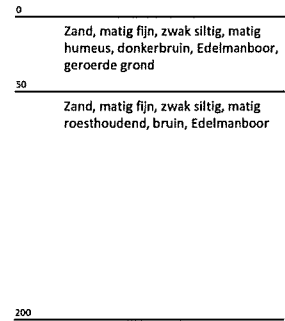 0
Zand, matig fijn, zwak siltig, matig
humeus, donkerbruin, Edelmanboor,
geroerde grond
50
Zand, matig fijn, zwak siltig, matig
roesthoudend, bruin, Edelmanboor
200